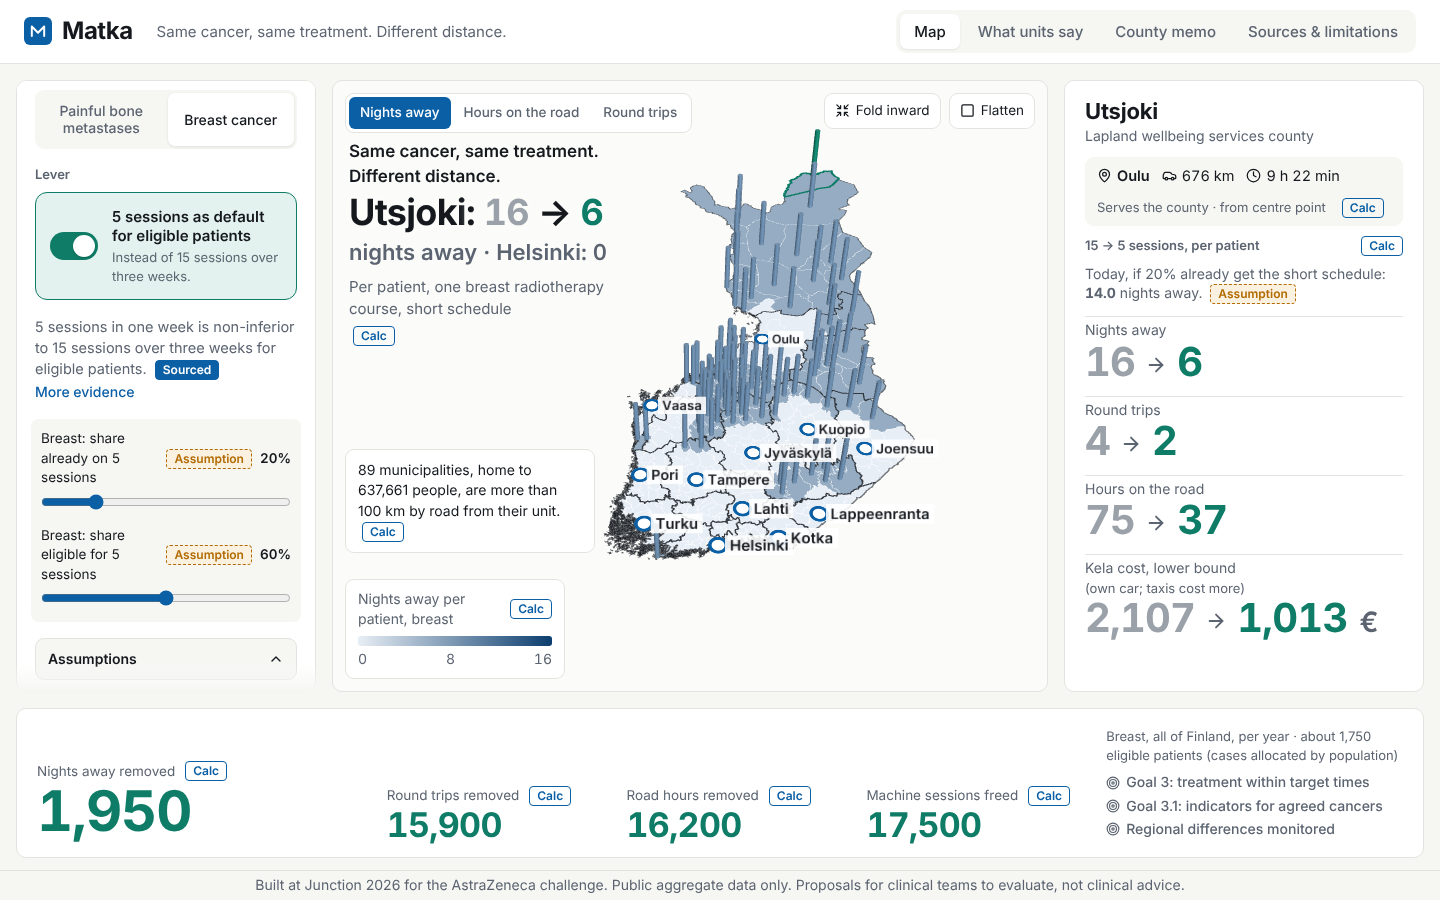 Matka
Same cancer, same treatment. Different distance.
Map
What units say
County memo
Sources & limitations
Painful bone
metastases
Breast cancer
Lever
5 sessions as default
for eligible patients
Instead of 15 sessions over
three weeks.
5 sessions in one week is non-inferior
to 15 sessions over three weeks for
eligible patients. Sourced
More evidence
Breast: share
already on 5
sessions
Assumption 20%
Breast: share
eligible for 5
sessions
Assumption 60%
Assumptions
Nights away
Hours on the road
Round trips
Fold inward
Flatten
Same cancer, same treatment.
Different distance.
Utsjoki: 16 → 6
nights away · Helsinki: 0
Per patient, one breast radiotherapy
course, short schedule
Calc
Oulu
Vaasa
Kuopio
Joensuu
Jyväskylä
Pori
Tampere
Lahti
Lappeenranta
Turku
Kotka
Helsinki
89 municipalities, home to
637,661 people, are more than
100 km by road from their unit.
Calc
Nights away per
patient, breast
Calc
0 8 16
Utsjoki
Lapland wellbeing services county
Oulu 676 km 9 h 22 min
Serves the county · from centre point Calc
15 → 5 sessions, per patient Calc
Today, if 20% already get the short schedule:
14.0 nights away. Assumption
Nights away
16 → 6
Round trips
4 → 2
Hours on the road
75 → 37
Kela cost, lower bound
(own car; taxis cost more)
2,107 → 1,013 €
Nights away removed Calc
1,950
Round trips removed Calc
15,900
Road hours removed Calc
16,200
Machine sessions freed Calc
17,500
Breast, all of Finland, per year · about 1,750
eligible patients (cases allocated by population)
Goal 3: treatment within target times
Goal 3.1: indicators for agreed cancers
Regional differences monitored
Built at Junction 2026 for the AstraZeneca challenge. Public aggregate data only. Proposals for clinical teams to evaluate, not clinical advice.